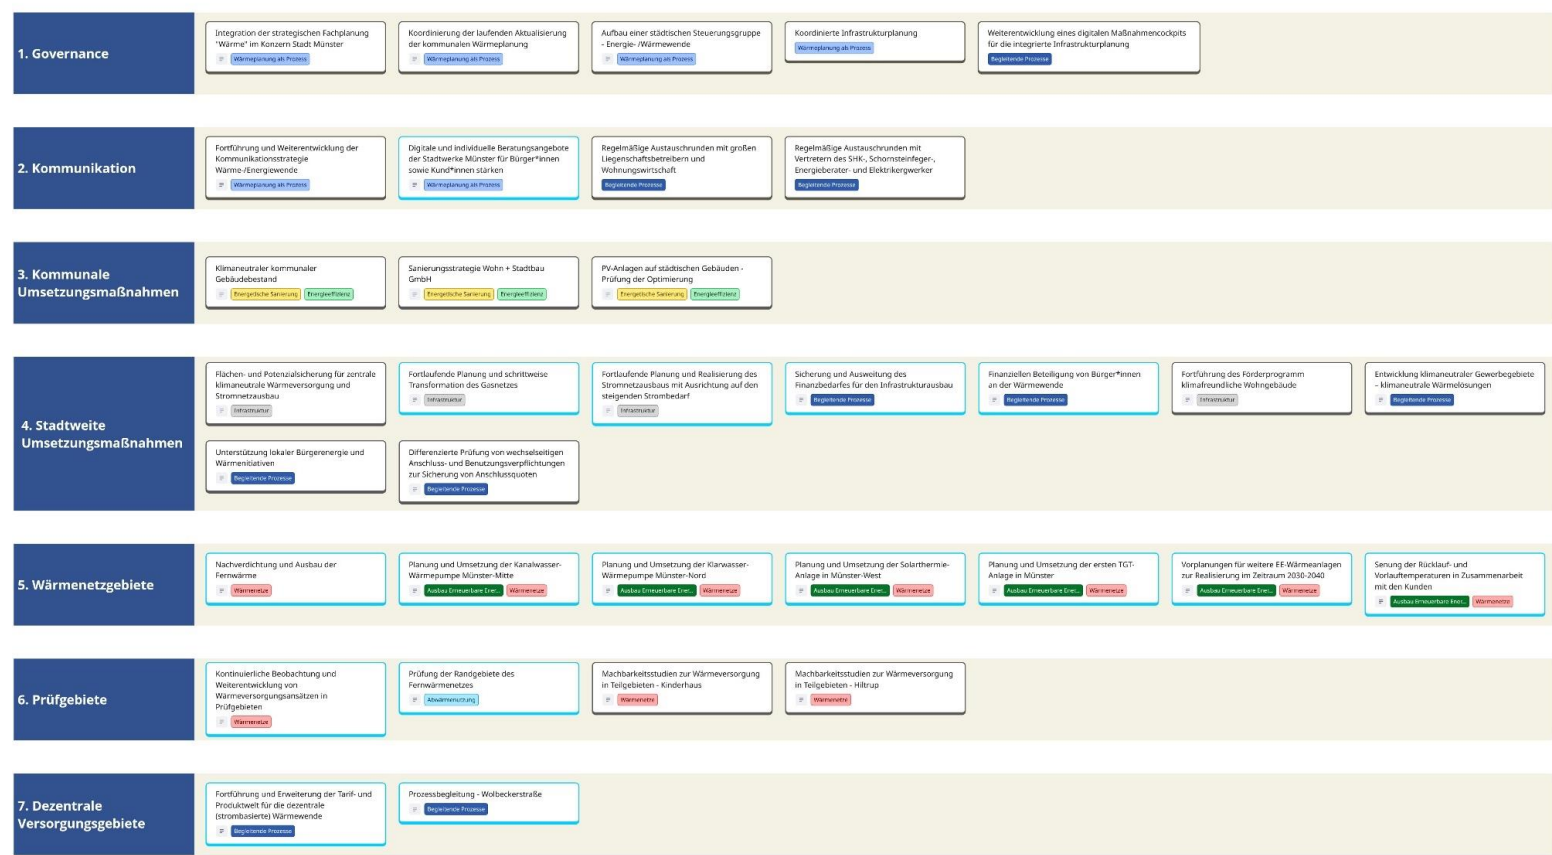 1. Governance
Integration der strategischen Fachplanung
"Wärme" im Konzern Stadt Münster
Wärmeplanung als Prozess
Koordinierung der laufenden Aktualisierung
der kommunalen Wärmeplanung
Wärmeplanung als Prozess
Aufbau einer städtischen Steuerungsgruppe
- Energie- /Wärmewende
Wärmeplanung als Prozess
Koordinierte Infrastrukturplanung
Wärmeplanung als Prozess
Weiterentwicklung eines digitalen Maßnahmencockpits
für die integrierte Infrastrukturplanung
Begleitende Prozesse
2. Kommunikation
Fortführung und Weiterentwicklung der
Kommunikationsstrategie
Wärme-/Energiewende
Wärmeplanung als Prozess
Digitale und individuelle Beratungsangebote
der Stadtwerke Münster für Bürger*innen
sowie Kund*innen stärken
Wärmeplanung als Prozess
Regelmäßige Austauschrunden mit großen
Liegenschaftsbetreibern und
Wohnungswirtschaft
Begleitende Prozesse
Regelmäßige Austauschrunden mit
Vertretern des SHK-, Schornsteinfeger-,
Energieberater- und Elektrikergwerker
Begleitende Prozesse
3. Kommunale
Umsetzungsmaßnahmen
Klimaneutraler kommunaler
Gebäudebestand
Energetische Sanierung
Energieeffizienz
Sanierungsstrategie Wohn + Stadtbau
GmbH
Energetische Sanierung
Energieeffizienz
PV-Anlagen auf städtischen Gebäuden -
Prüfung der Optimierung
Energetische Sanierung
Energieeffizienz
4. Stadtweite
Umsetzungsmaßnahmen
Flächen- und Potenzialsicherung für zentrale
klimaneutrale Wärmeversorgung und
Stromnetzausbau
Infrastruktur
Fortlaufende Planung und schrittweise
Transformation des Gasnetzes
Infrastruktur
Fortlaufende Planung und Realisierung des
Stromnetzausbaus mit Ausrichtung auf den
steigenden Strombedarf
Infrastruktur
Sicherung und Ausweitung des
Finanzbedarfes für den Infrastrukturausbau
Begleitende Prozesse
Finanziellen Beteiligung von Bürger*innen
an der Wärmewende
Begleitende Prozesse
Fortführung des Förderprogramm
klimafreundliche Wohngebäude
Infrastruktur
Entwicklung klimaneutraler Gewerbegebiete
– klimaneutrale Wärmelösungen
Begleitende Prozesse
Unterstützung lokaler Bürgerenergie und
Wärmenitiativen
Begleitende Prozesse
Differenzierte Prüfung von wechselseitigen
Anschluss- und Benutzungsverpflichtungen
zur Sicherung von Anschlussquoten
Begleitende Prozesse
5. Wärmenetzgebiete
Nachverdichtung und Ausbau der
Fernwärme
Wärmenetze
Planung und Umsetzung der Kanalwasser-
Wärmepumpe Münster-Mitte
Ausbau Erneuerbare Ener...
Wärmenetze
Planung und Umsetzung der Klarwasser-
Wärmepumpe Münster-Nord
Ausbau Erneuerbare Ener...
Wärmenetze
Planung und Umsetzung der Solarthermie-
Anlage in Münster-West
Ausbau Erneuerbare Ener...
Wärmenetze
Planung und Umsetzung der ersten TGT-
Anlage in Münster
Ausbau Erneuerbare Ener...
Wärmenetze
Vorplanungen für weitere EE-Wärmeanlagen
zur Realisierung im Zeitraum 2030-2040
Ausbau Erneuerbare Ener...
Wärmenetze
Senung der Rücklauf- und
Vorlauftemperaturen in Zusammenarbeit
mit den Kunden
Ausbau Erneuerbare Ener...
Wärmenetze
6. Prüfgebiete
Kontinuierliche Beobachtung und
Weiterentwicklung von
Wärmeversorgungsansätzen in
Prüfgebieten
Wärmenetze
Prüfung der Randgebiete des
Fernwärmenetzes
Abwärmenutzung
Machbarkeitsstudien zur Wärmeversorgung
in Teilgebieten - Kinderhaus
Wärmenetze
Machbarkeitsstudien zur Wärmeversorgung
in Teilgebieten - Hiltrup
Wärmenetze
7. Dezentrale
Versorgungsgebiete
Fortführung und Erweiterung der Tarif- und
Produktwelt für die dezentrale
(strombasierte) Wärmewende
Begleitende Prozesse
Prozessbegleitung - Wolbeckerstraße
Begleitende Prozesse